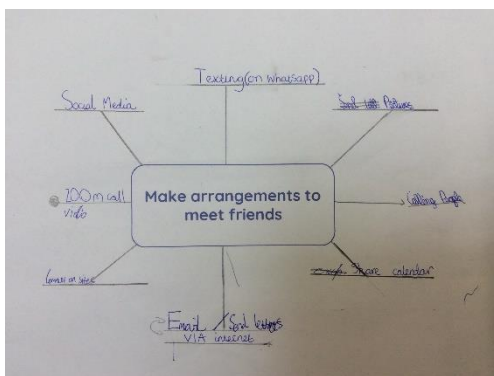 Texting (on whatsapp)
Social Media
Pictures
ZOOM call
Video
Make arrangements to
meet friends
Calling People
Share calendar
Email / Send letters
VIA internet